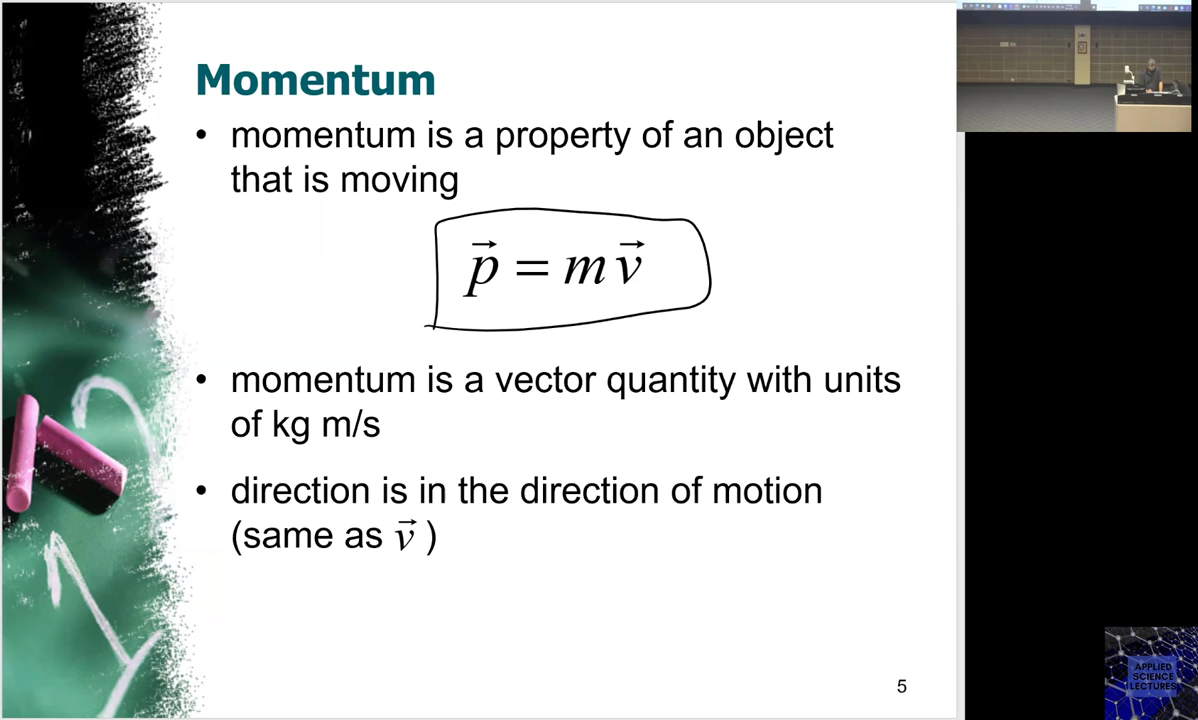 Momentum
• momentum is a property of an object
that is moving
p⃗ = m v⃗
• momentum is a vector quantity with units
of kg m/s
• direction is in the direction of motion
(same as v⃗ )
5
APPLIED
SCIENCE
LECTURES